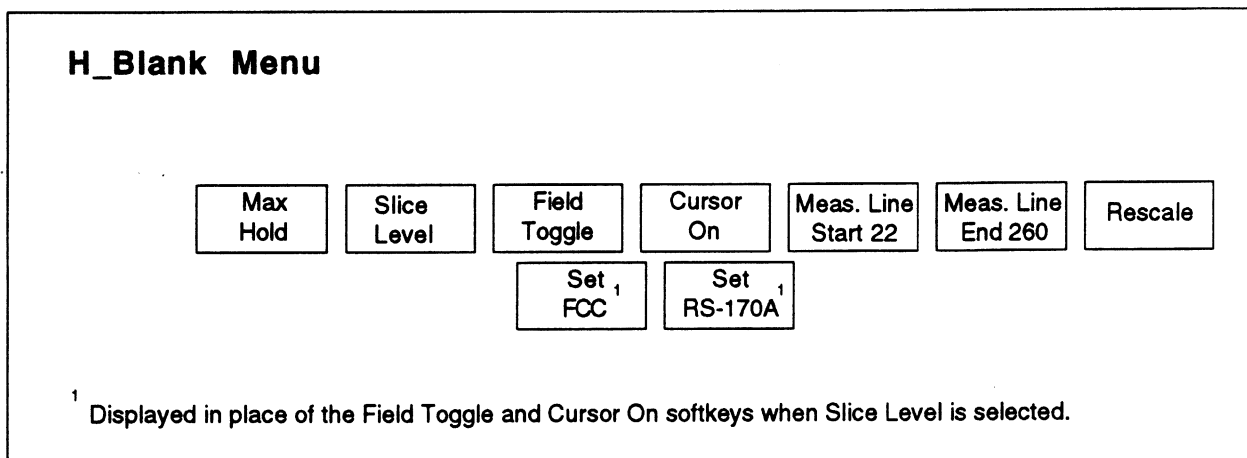 H_Blank Menu
Max Hold
Slice Level
Field Toggle
Cursor On
Meas. Line Start 22
Meas. Line End 260
Rescale
Set FCC 1
Set RS-170A 1
1 Displayed in place of the Field Toggle and Cursor On softkeys when Slice Level is selected.